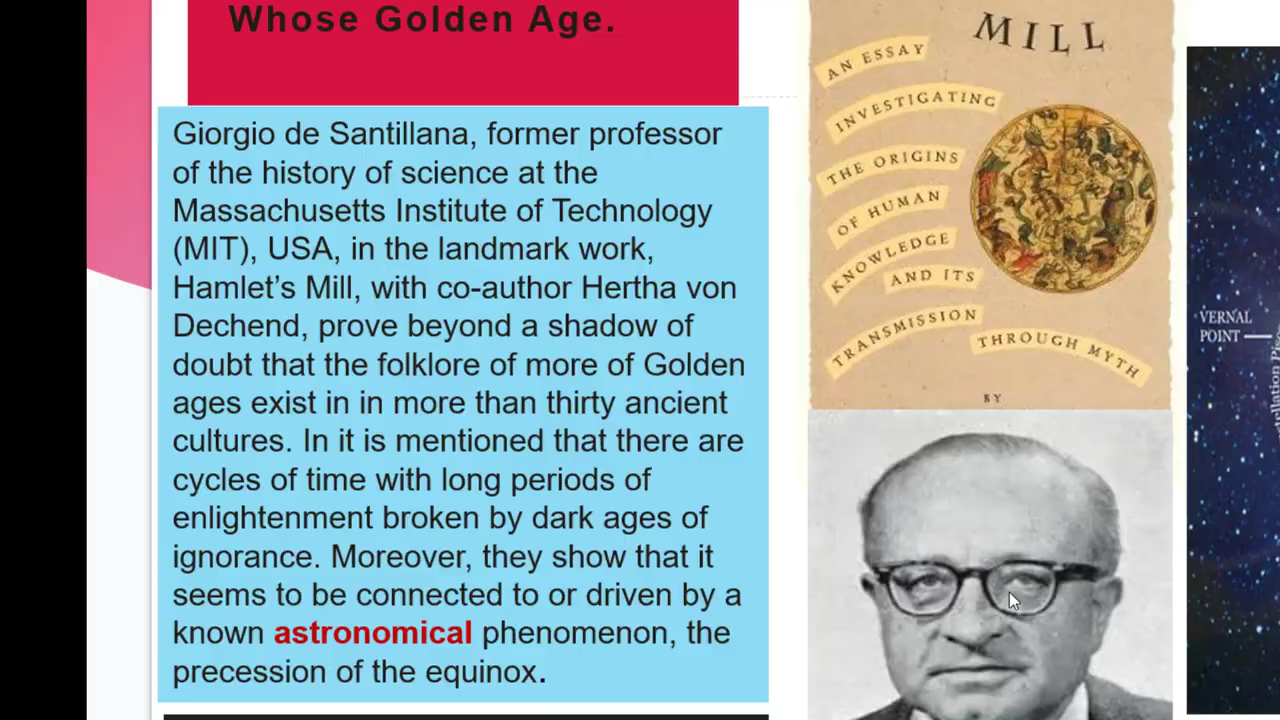 Whose Golden Age.
Giorgio de Santillana, former professor
of the history of science at the
Massachusetts Institute of Technology
(MIT), USA, in the landmark work,
Hamlet’s Mill, with co-author Hertha von
Dechend, prove beyond a shadow of
doubt that the folklore of more of Golden
ages exist in in more than thirty ancient
cultures. In it is mentioned that there are
cycles of time with long periods of
enlightenment broken by dark ages of
ignorance. Moreover, they show that it
seems to be connected to or driven by a
known astronomical phenomenon, the
precession of the equinox.
MILL
AN ESSAY
INVESTIGATING
THE ORIGINS
OF HUMAN
KNOWLEDGE
AND ITS
TRANSMISSION
THROUGH MYTH
BY
VERNAL
POINT